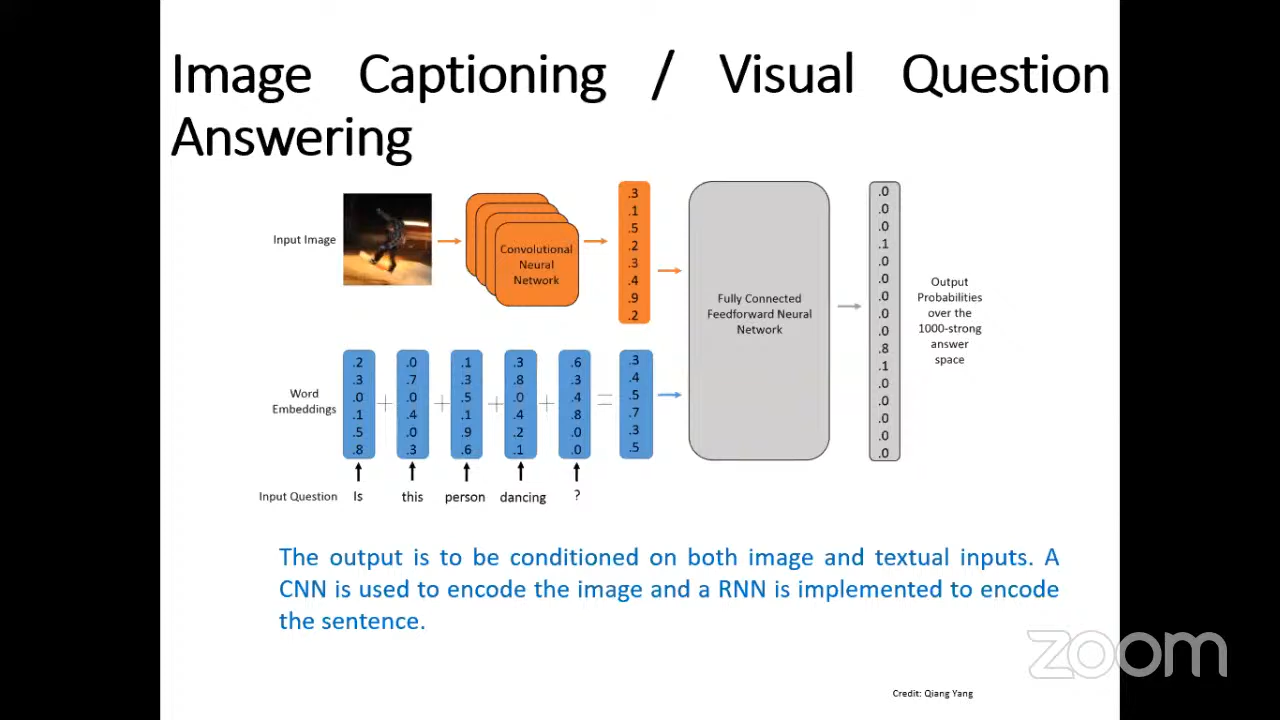 Image Captioning / Visual Question
Answering
Input Image
Convolutional
Neural
Network
.3
.1
.5
.2
.3
.4
.9
.2
Fully Connected
Feedforward Neural
Network
.0
.0
.0
.1
.0
.0
.0
.0
.0
.8
.1
.0
.0
.0
.0
.0
Output
Probabilities
over the
1000-strong
answer
space
Word
Embeddings
.2 .0 .1 .3 .6 .3
.3 .7 .3 .8 .3 .4
.0 + .0 + .5 + .0 + .4 = .5
.1 .4 .1 .4 .8 .7
.5 .0 .9 .2 .0 .3
.8 .3 .6 .1 .0 .5
Input Question Is this person dancing ?
The output is to be conditioned on both image and textual inputs. A
CNN is used to encode the image and a RNN is implemented to encode
the sentence.
zoom
Credit: Qiang Yang